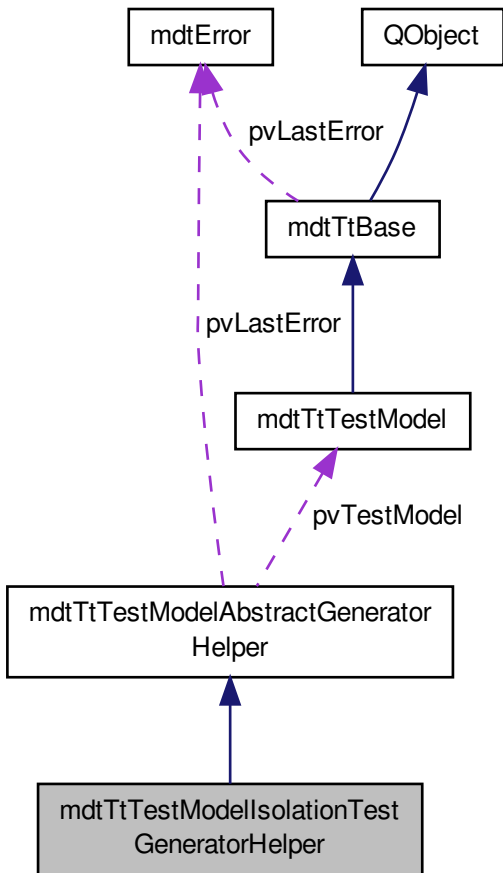 mdtError
QObject
pvLastError
mdtTtBase
pvLastError
mdtTtTestModel
pvTestModel
mdtTtTestModelAbstractGenerator
Helper
mdtTtTestModelIsolationTest
GeneratorHelper